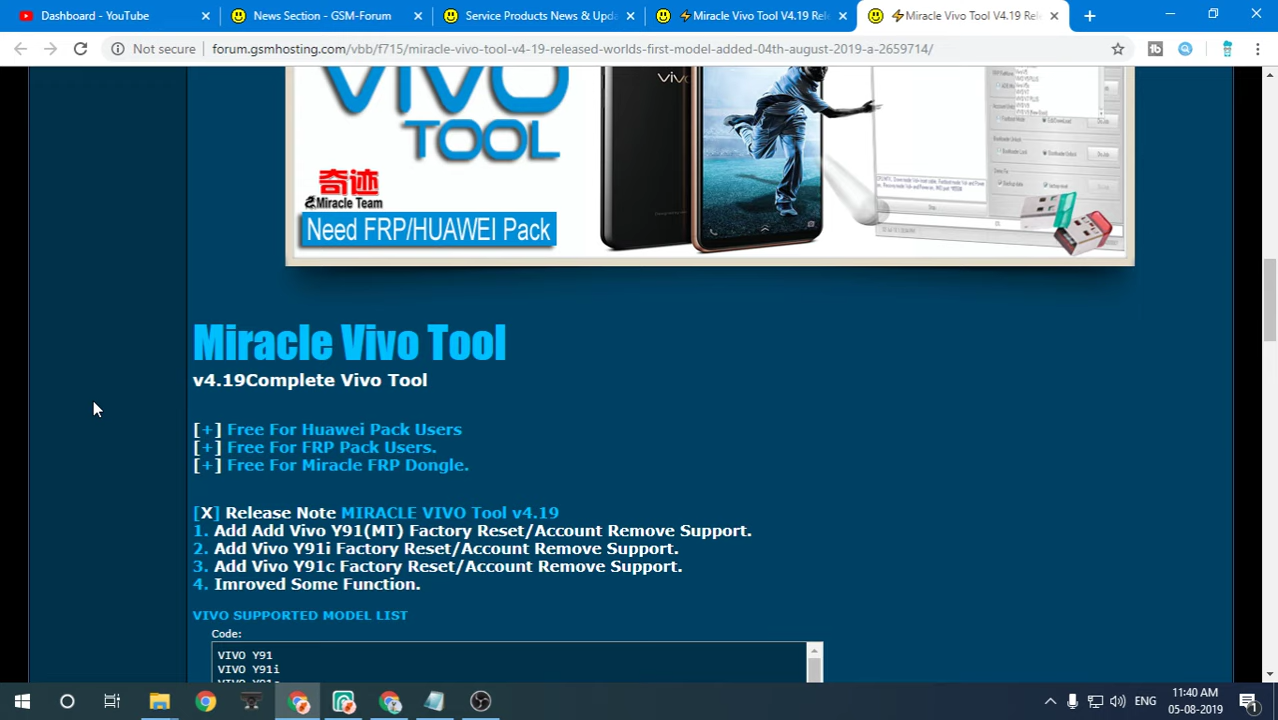 Dashboard - YouTube
News Section - GSM-Forum
Service Products News & Upda
Miracle Vivo Tool V4.19 Rele
Miracle Vivo Tool V4.19 Rel
Not secure
forum.gsmhosting.com/vbb/f715/miracle-vivo-tool-v4-19-released-worlds-first-model-added-04th-august-2019-a-2659714/
VIVO
TOOL
vivo
奇迹
Miracle Team
Need FRP/HUAWEI Pack
Miracle Vivo Tool
v4.19Complete Vivo Tool
[+] Free For Huawei Pack Users
[+] Free For FRP Pack Users.
[+] Free For Miracle FRP Dongle.
[X] Release Note MIRACLE VIVO Tool v4.19
1. Add Add Vivo Y91(MT) Factory Reset/Account Remove Support.
2. Add Vivo Y91i Factory Reset/Account Remove Support.
3. Add Vivo Y91c Factory Reset/Account Remove Support.
4. Imroved Some Function.
VIVO SUPPORTED MODEL LIST
Code:
VIVO Y91
VIVO Y91i
ENG
11:40 AM
05-08-2019